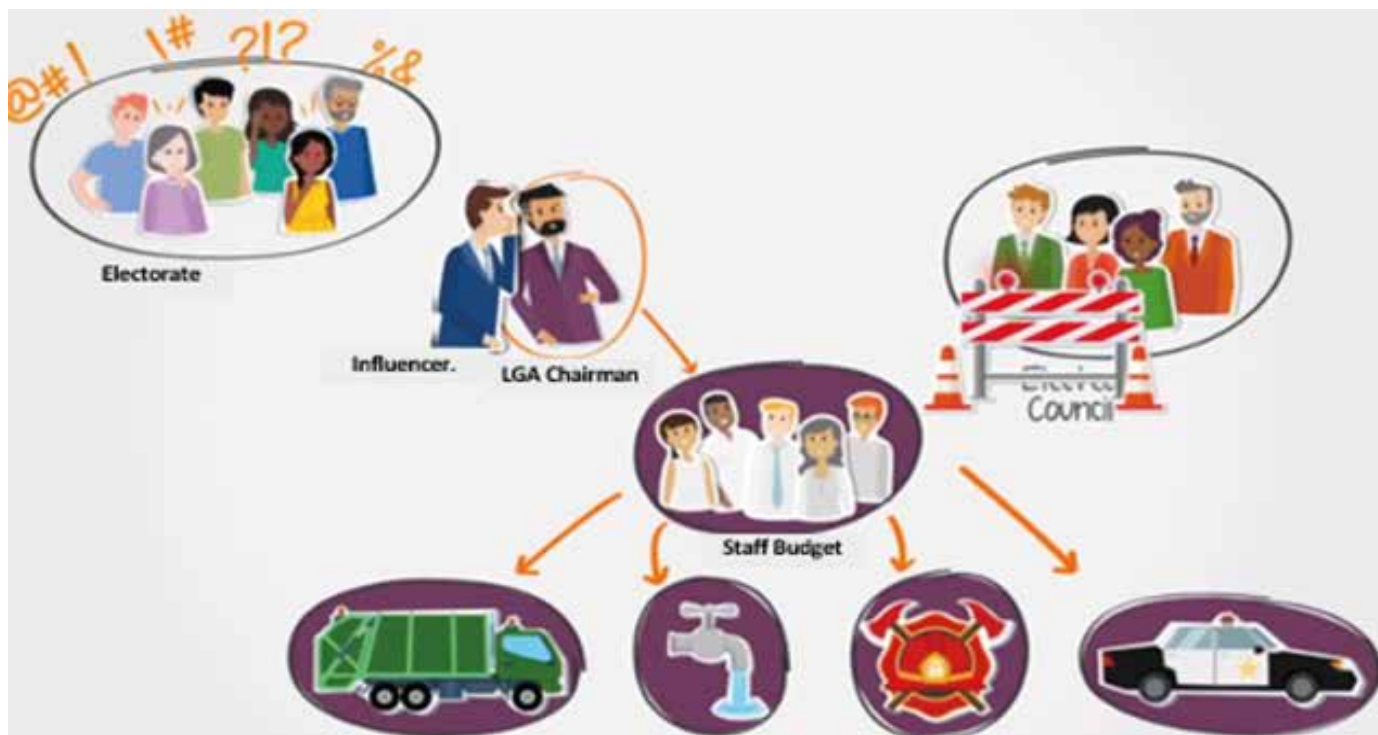 @#! !# ?!? %&
Electorate
Influencer.
LGA Chairman
Council
Staff Budget